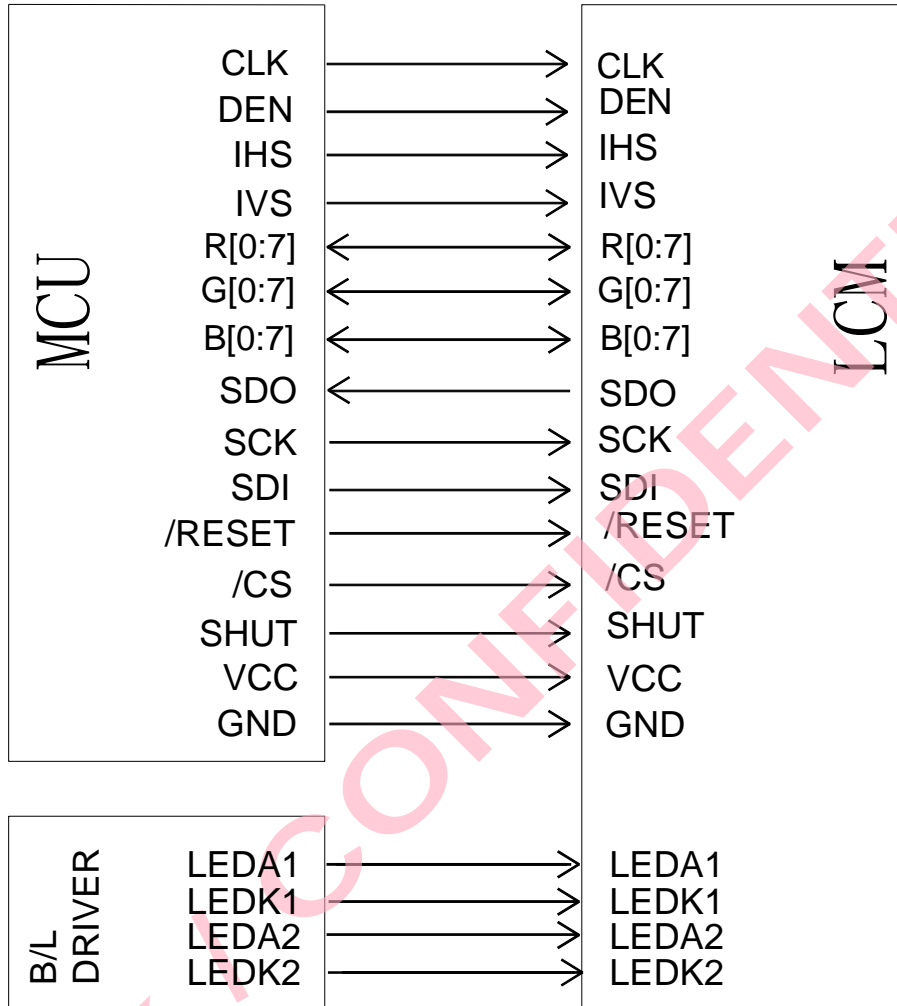 MCU
CLK
DEN
IHS
IVS
R[0:7]
G[0:7]
B[0:7]
SDO
SCK
SDI
/RESET
/CS
SHUT
VCC
GND
LCM
CLK
DEN
IHS
IVS
R[0:7]
G[0:7]
B[0:7]
SDO
SCK
SDI
/RESET
/CS
SHUT
VCC
GND
B/L
DRIVER
LEDA1
LEDK1
LEDA2
LEDK2
LEDA1
LEDK1
LEDA2
LEDK2
/ CONFIDENT